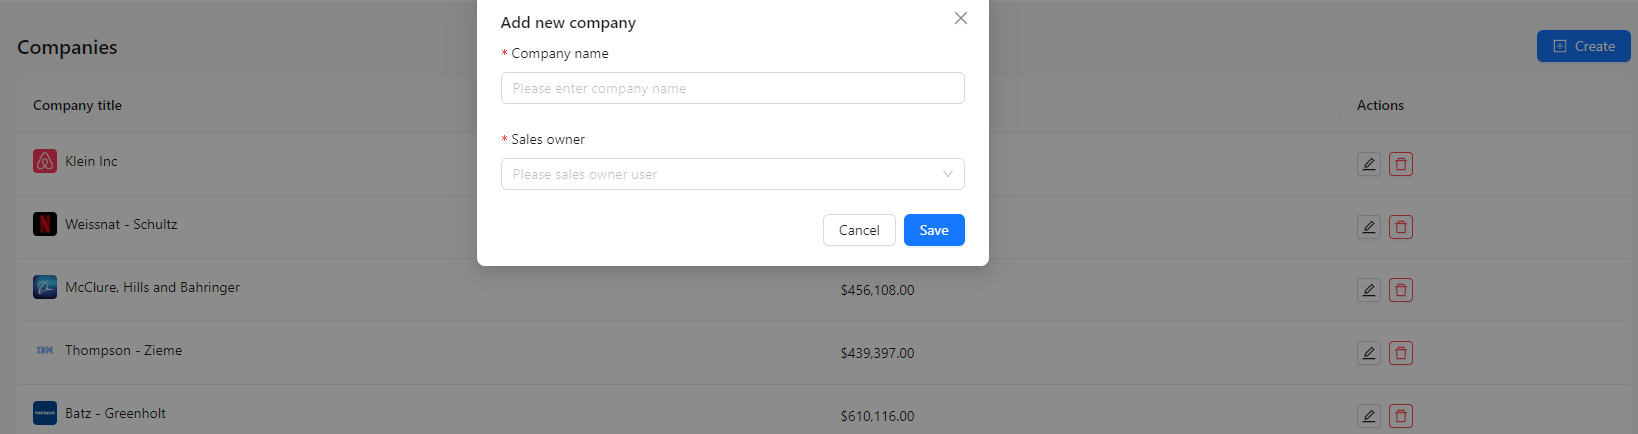 Add new company
Companies
* Company name
Create
Please enter company name
Company title
Actions
* Sales owner
Klein Inc
Please sales owner user
Weissnat - Schultz
Cancel
Save
McClure, Hills and Bahringer
$456,108.00
IBM
Thompson - Zieme
$439,397.00
Batz - Greenholt
$610,116.00